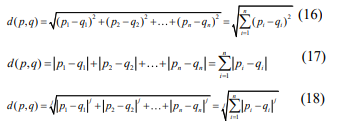 d(p,q)=√((p₁-q₁)²+(p₂-q₂)²+…+(pₙ-qₙ)²)=√(∑ᵢ₌₁ⁿ(pᵢ-qᵢ)²) (16)
d(p,q)=|p₁-q₁|+|p₂-q₂|+…+|pₙ-qₙ|=∑ᵢ₌₁ⁿ|pᵢ-qᵢ| (17)
d(p,q)=√(|p₁-q₁|^f+|p₂-q₂|^f+…+|pₙ-qₙ|^f)=√(∑ᵢ₌₁ⁿ|pᵢ-qᵢ|^f) (18)